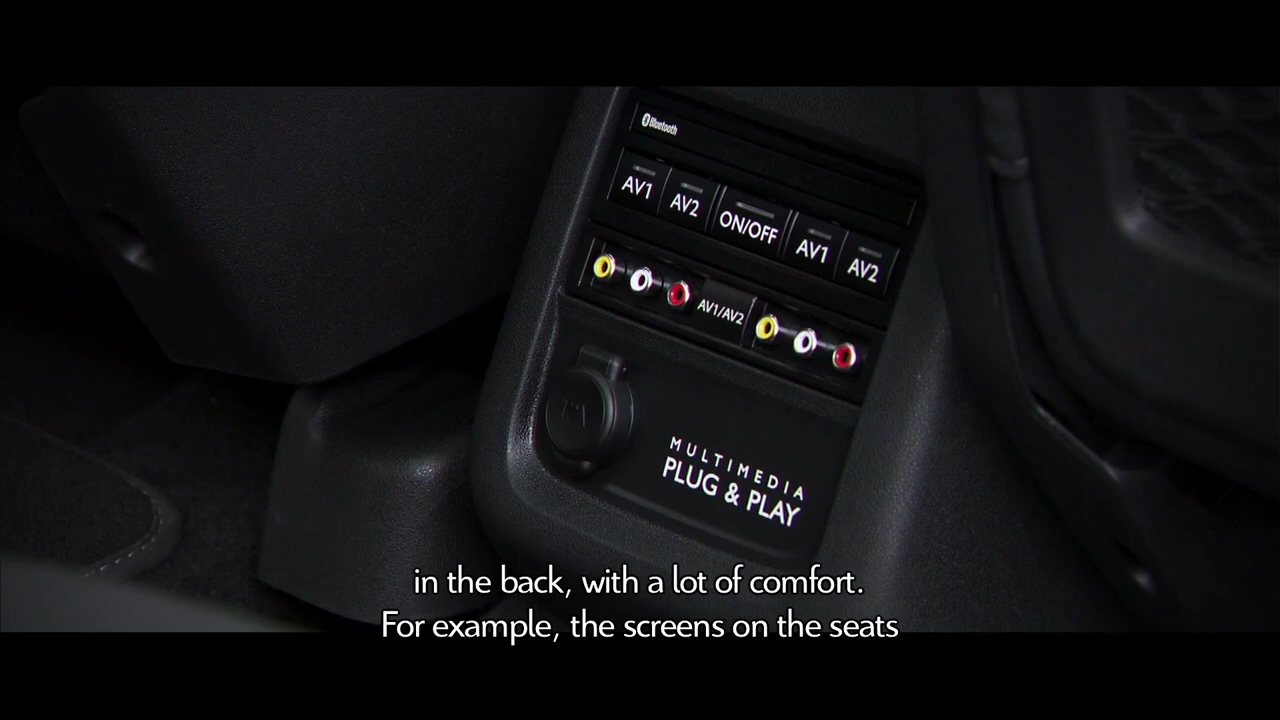 Bluetooth
AV1 AV2 ON/OFF AV1 AV2
AV1/AV2
MULTIMEDIA
PLUG & PLAY
in the back, with a lot of comfort.
For example, the screens on the seats